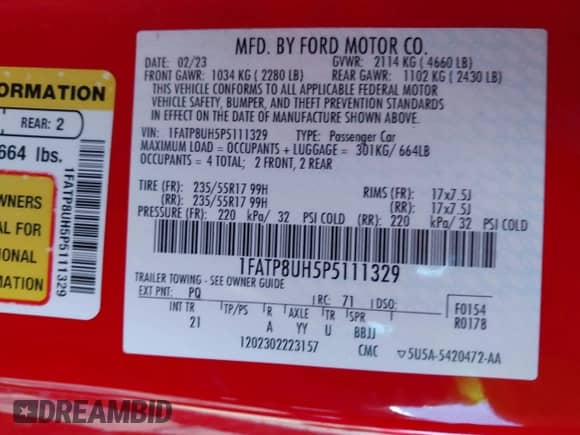 MFD. BY FORD MOTOR CO.
DATE: 02/23 GVWR: 2114 KG ( 4660 LB)
FRONT GAWR: 1034 KG ( 2280 LB) REAR GAWR: 1102 KG ( 2430 LB)
THIS VEHICLE CONFORMS TO ALL APPLICABLE FEDERAL MOTOR
VEHICLE SAFETY, BUMPER, AND THEFT PREVENTION STANDARDS
IN EFFECT ON THE DATE OF MANUFACTURE SHOWN ABOVE.
VIN: 1FATP8UH5P5111329 TYPE: Passenger Car
MAXIMUM LOAD = OCCUPANTS + LUGGAGE = 301KG/ 664LB
OCCUPANTS = 4 TOTAL; 2 FRONT, 2 REAR
TIRE (FR): 235/55R17 99H RIMS (FR): 17x7.5J
(RR): 235/55R17 99H (RR): 17x7.5J
PRESSURE (FR): 220 kPa/ 32 PSI COLD (RR): 220 kPa/ 32 PSI COLD
1FATP8UH5P5111329
TRAILER TOWING - SEE OWNER GUIDE
EXT PNT: PQ RC: 71 DSO: F0154
INT TR TP/PS R AXLE TR SPR R0178
21 A YY U BBJJ
1202302223157 CMC 5U5A-5420472-AA
FORMATION
REAR: 2
664 lbs.
WNERS
AL FOR
IONAL
MATION
1FATP8UH5P5111329
DREAMBID